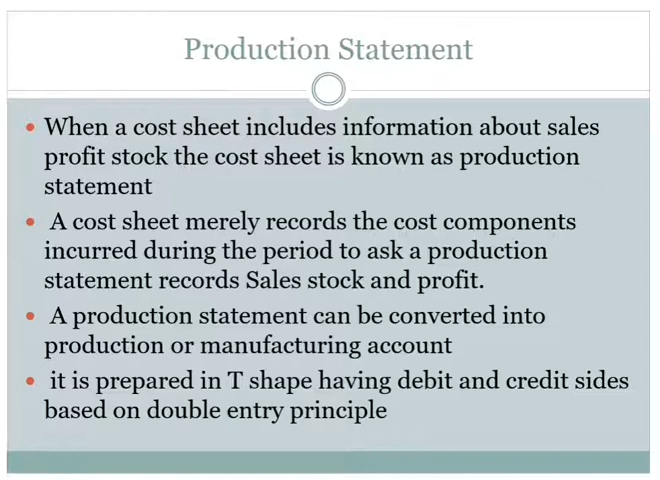 Production Statement
• When a cost sheet includes information about sales
profit stock the cost sheet is known as production
statement
• A cost sheet merely records the cost components
incurred during the period to ask a production
statement records Sales stock and profit.
• A production statement can be converted into
production or manufacturing account
• it is prepared in T shape having debit and credit sides
based on double entry principle